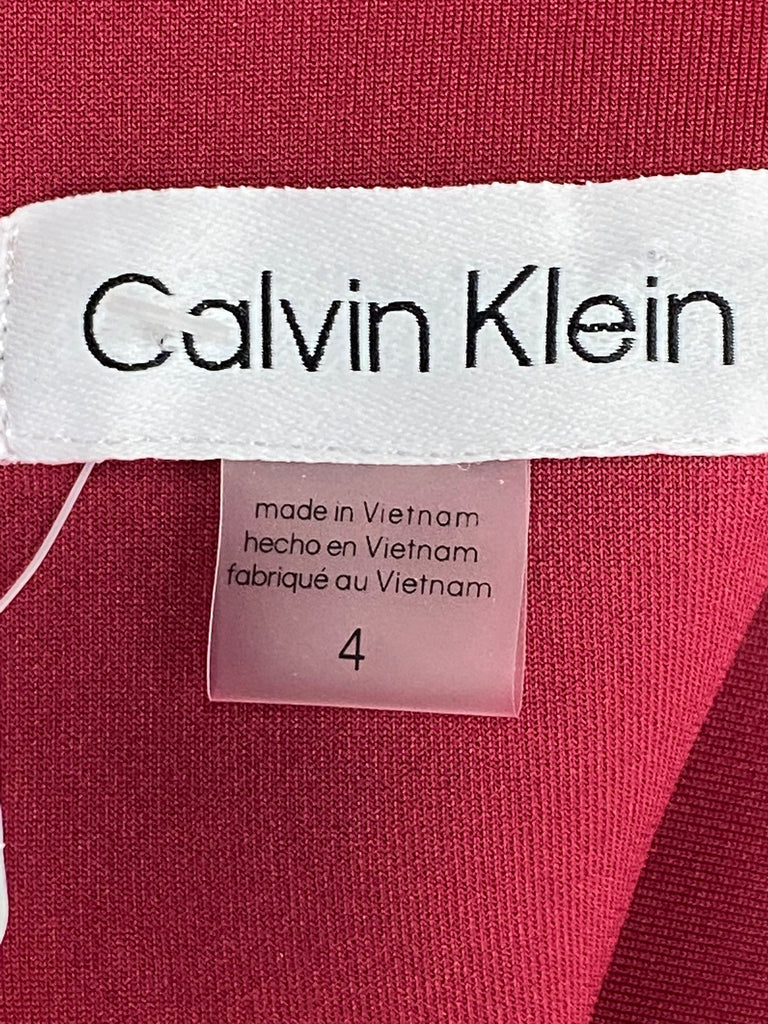 Calvin Klein
made in Vietnam
hecho en Vietnam
fabriqué au Vietnam
4